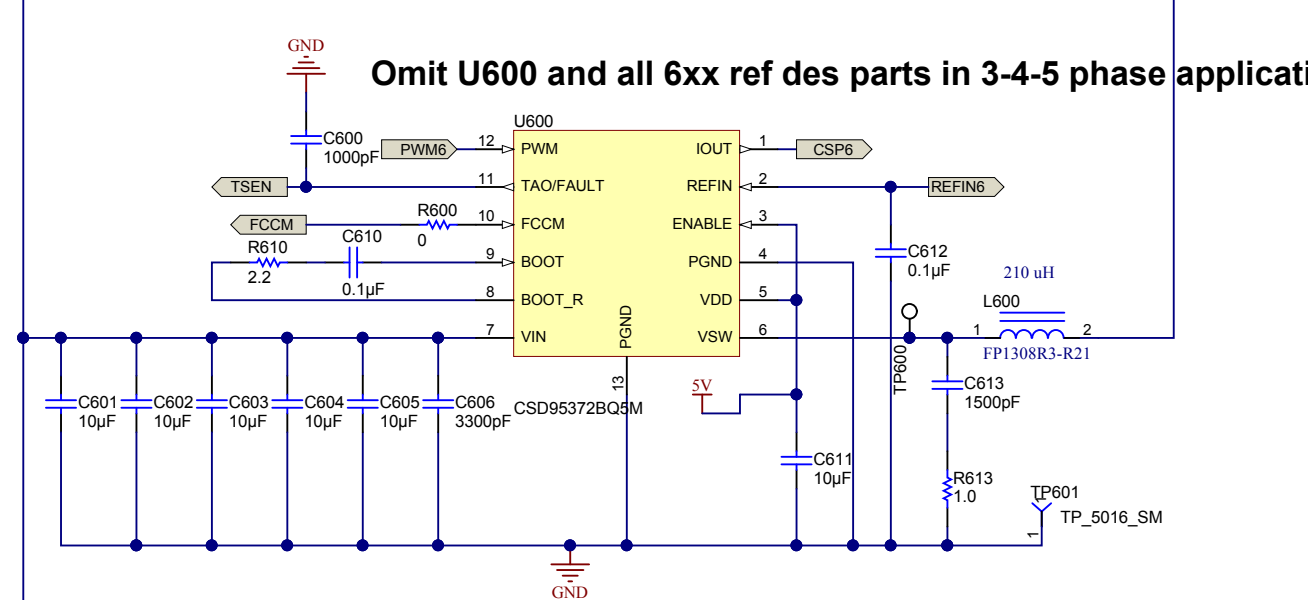 GND
Omit U600 and all 6xx ref des parts in 3-4-5 phase applicati
U600
C600
1000pF
PWM6
12
PWM
IOUT
1
CSP6
TSEN
11
TAO/FAULT
REFIN
2
REFIN6
FCCM
R600
0
10
FCCM
ENABLE
3
R610
2.2
C610
0.1µF
9
BOOT
PGND
4
C612
0.1µF
8
BOOT_R
VDD
5
210 uH
L600
7
VIN
PGND
VSW
6
1
2
FP1308R3-R21
TP600
13
5V
C613
1500pF
C601
10µF
C602
10µF
C603
10µF
C604
10µF
C605
10µF
C606
3300pF
CSD95372BQ5M
C611
10µF
R613
1.0
TP601
1
1
TP_5016_SM
GND